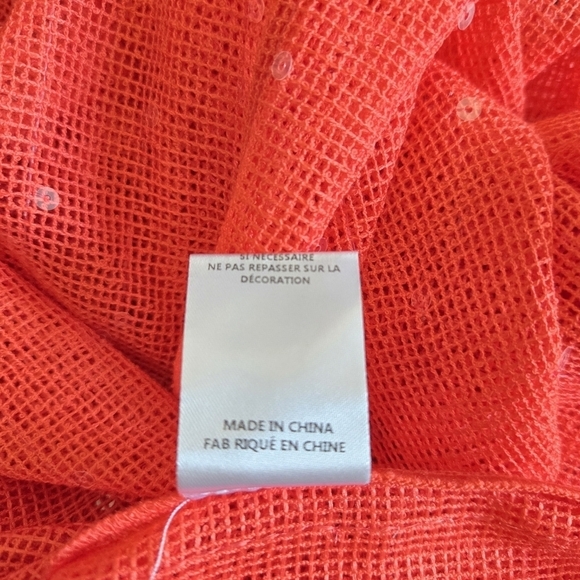 SI NÉCESSAIRE
NE PAS REPASSER SUR LA
DÉCORATION
MADE IN CHINA
FAB RIQUÉ EN CHINE